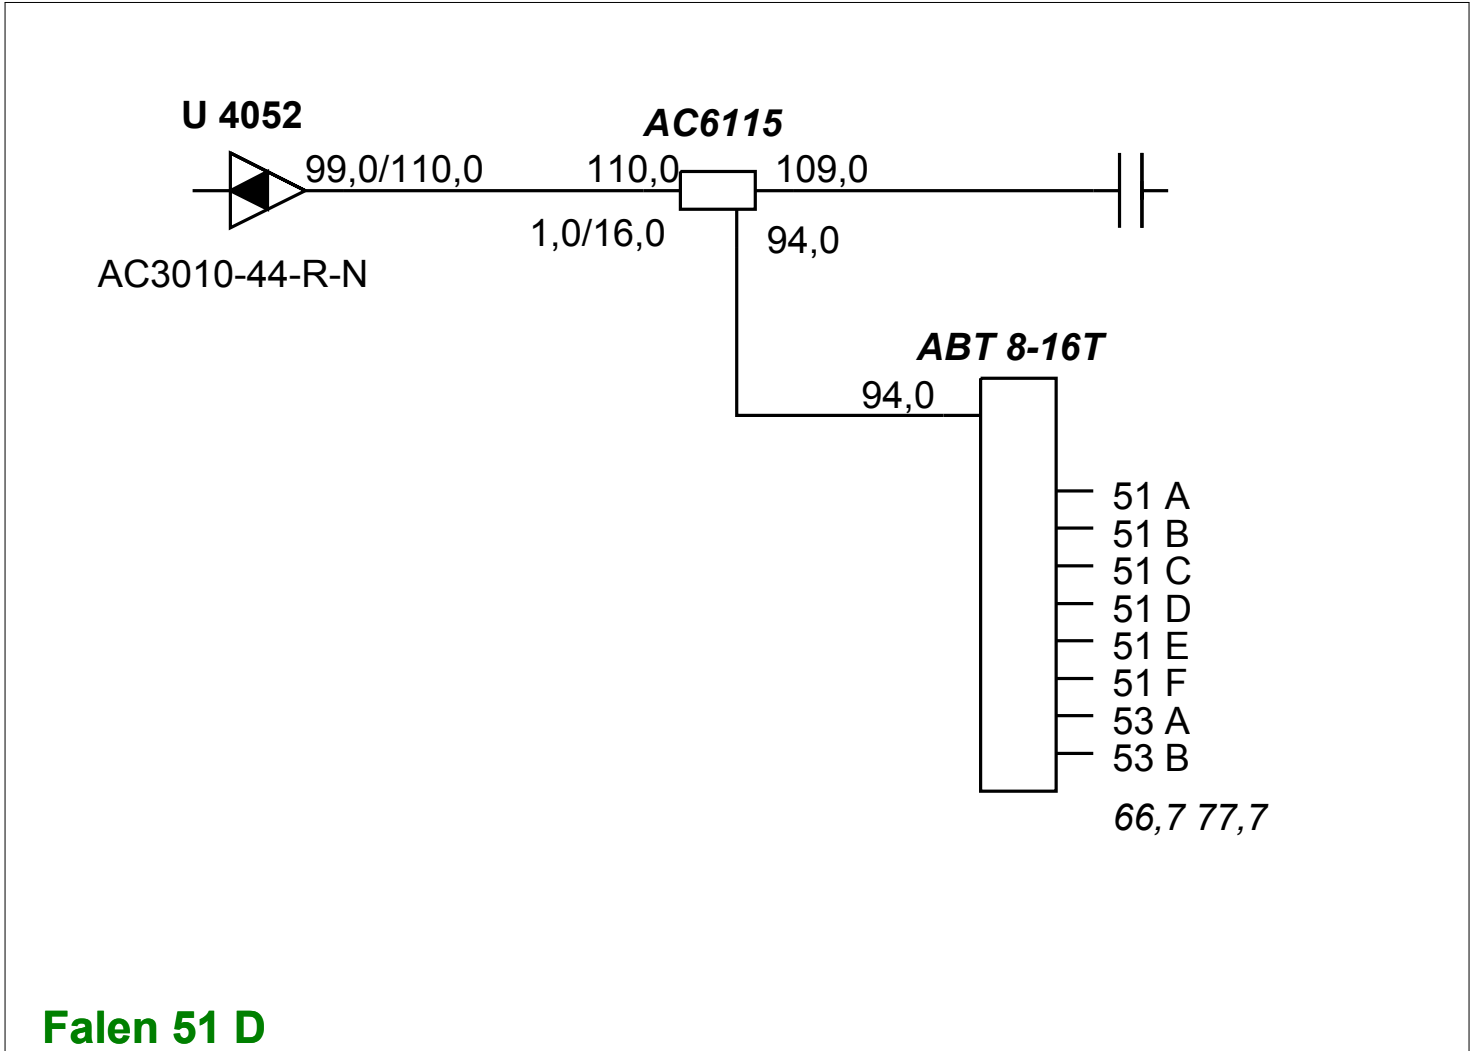 U 4052
AC6115
99,0/110,0
110,0
109,0
1,0/16,0
94,0
AC3010-44-R-N
ABT 8-16T
94,0
51 A
51 B
51 C
51 D
51 E
51 F
53 A
53 B
66,7 77,7
Falen 51 D